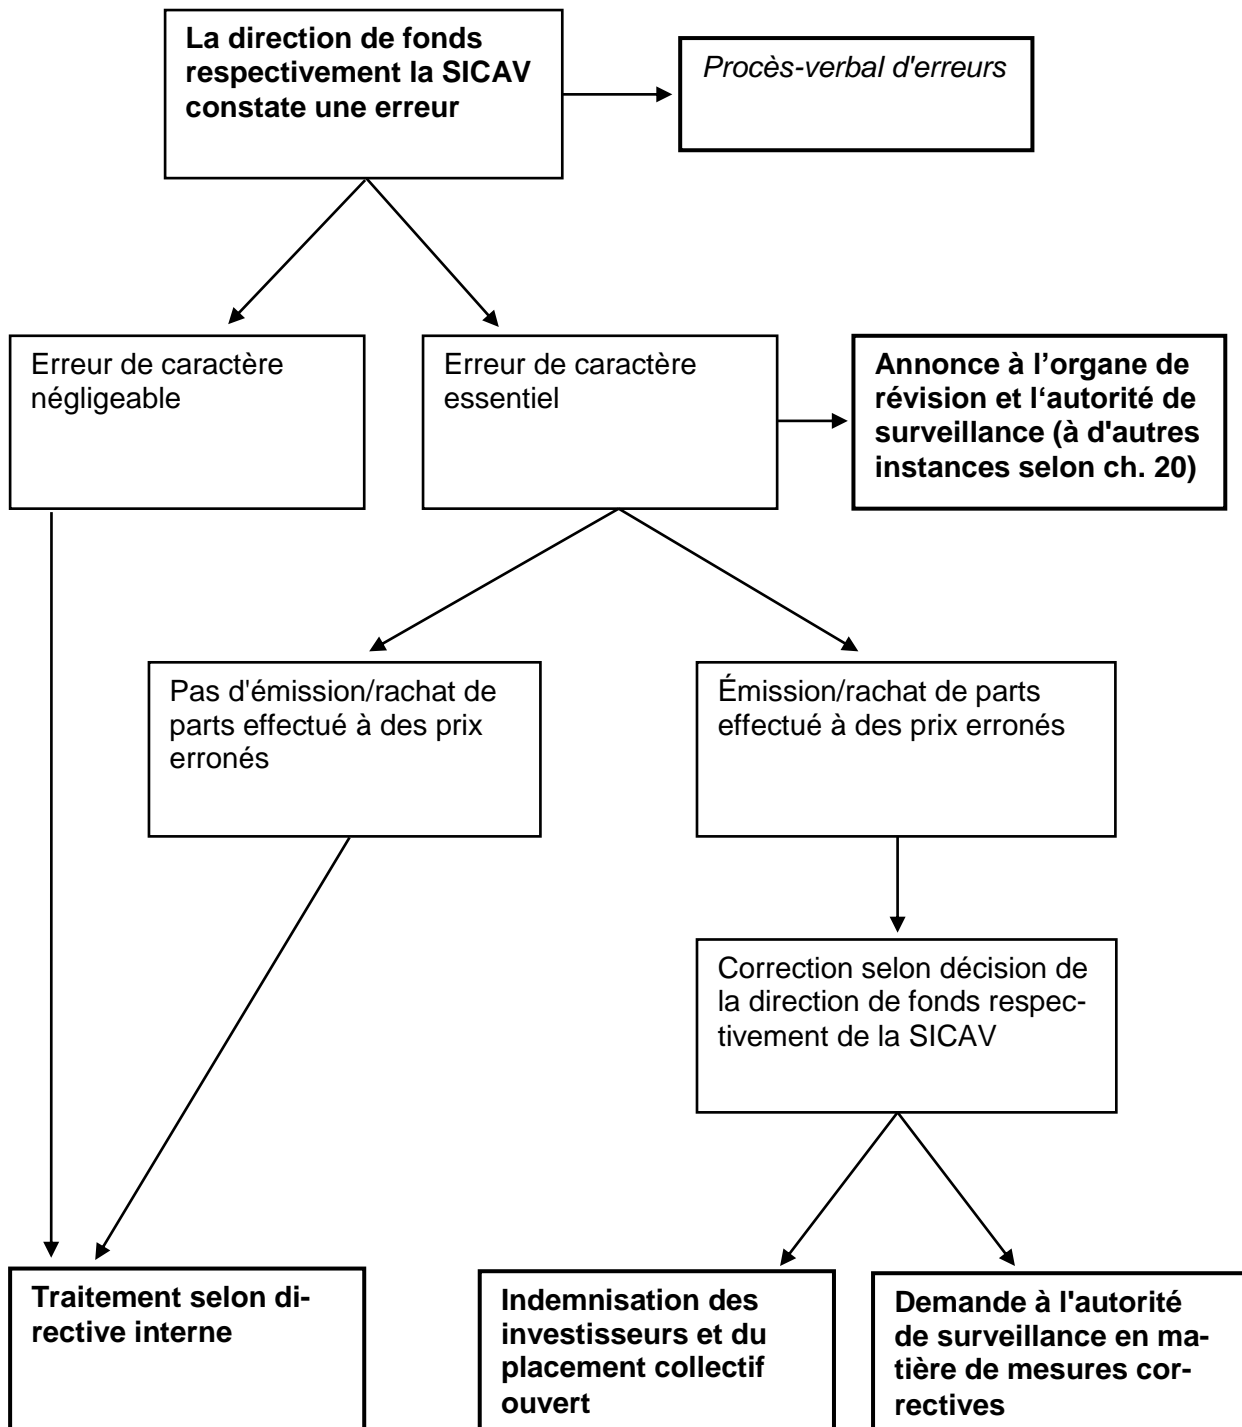 La direction de fonds
respectivement la SICAV
constate une erreur
Procès-verbal d'erreurs
Erreur de caractère
négligeable
Erreur de caractère
essentiel
Annonce à l’organe de
révision et l‘autorité de
surveillance (à d'autres
instances selon ch. 20)
Pas d'émission/rachat de
parts effectué à des prix
erronés
Émission/rachat de parts
effectué à des prix erronés
Correction selon décision de
la direction de fonds respec-
tivement de la SICAV
Traitement selon di-
rective interne
Indemnisation des
investisseurs et du
placement collectif
ouvert
Demande à l'autorité
de surveillance en ma-
tière de mesures cor-
rectives